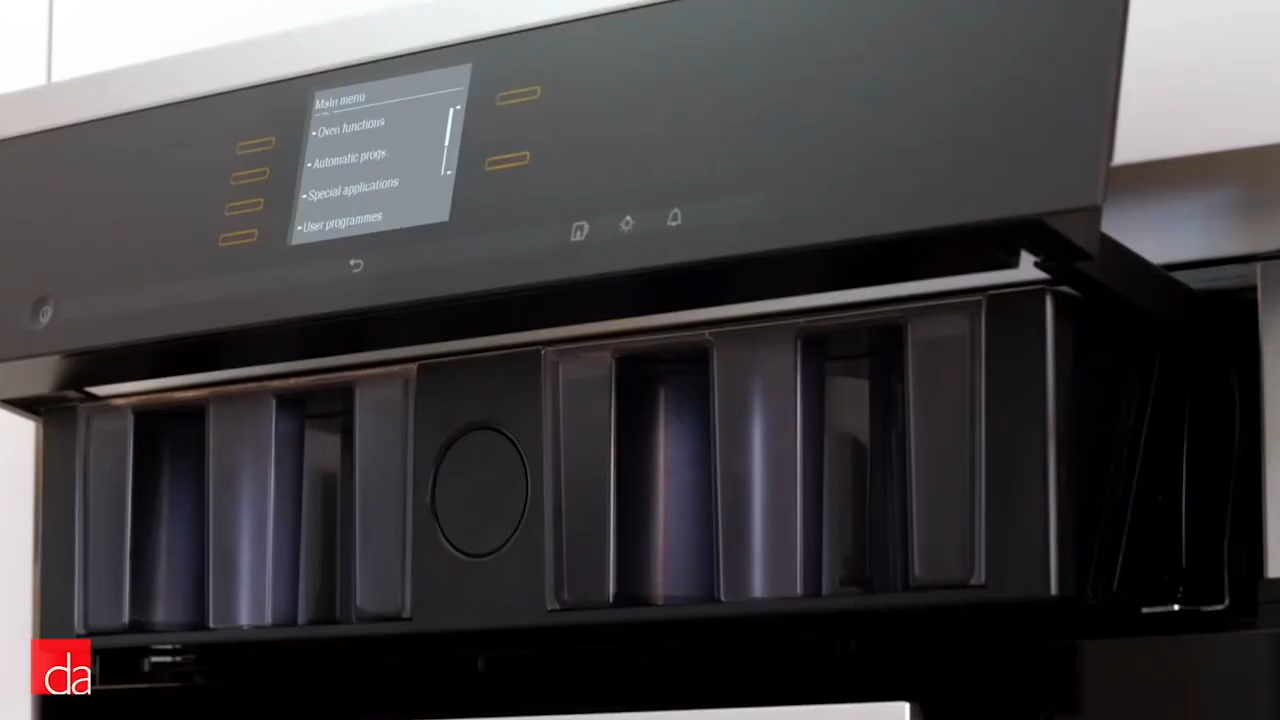 Main menu
Oven functions
Automatic progs.
Special applications
User programmes
da